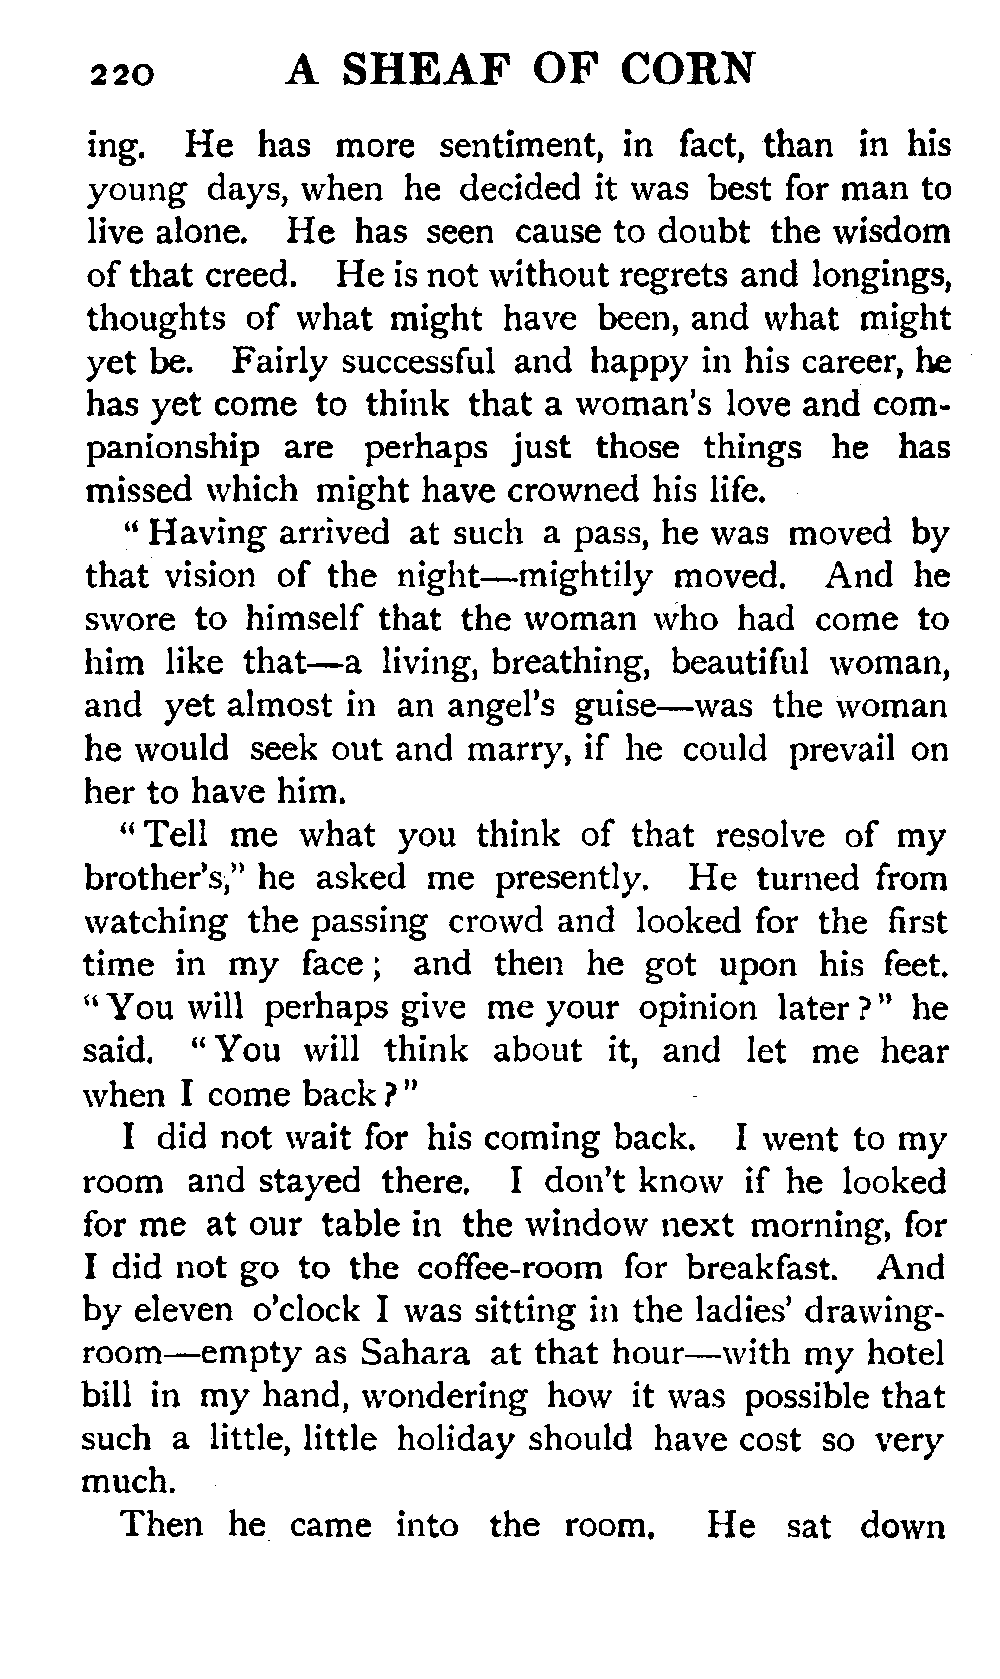 220 A SHEAF OF CORN
ing. He has more sentiment, in fact, than in his
young days, when he decided it was best for man to
live alone. He has seen cause to doubt the wisdom
of that creed. He is not without regrets and longings,
thoughts of what might have been, and what might
yet be. Fairly successful and happy in his career, he
has yet come to think that a woman's love and com-
panionship are perhaps just those things he has
missed which might have crowned his life.
"Having arrived at such a pass, he was moved by
that vision of the night—mightily moved. And he
swore to himself that the woman who had come to
him like that—a living, breathing, beautiful woman,
and yet almost in an angel's guise—was the woman
he would seek out and marry, if he could prevail on
her to have him.
"Tell me what you think of that resolve of my
brother's," he asked me presently. He turned from
watching the passing crowd and looked for the first
time in my face; and then he got upon his feet.
"You will perhaps give me your opinion later?" he
said. "You will think about it, and let me hear
when I come back?"
I did not wait for his coming back. I went to my
room and stayed there. I don't know if he looked
for me at our table in the window next morning, for
I did not go to the coffee-room for breakfast. And
by eleven o'clock I was sitting in the ladies' drawing-
room—empty as Sahara at that hour—with my hotel
bill in my hand, wondering how it was possible that
such a little, little holiday should have cost so very
much.
Then he came into the room. He sat down